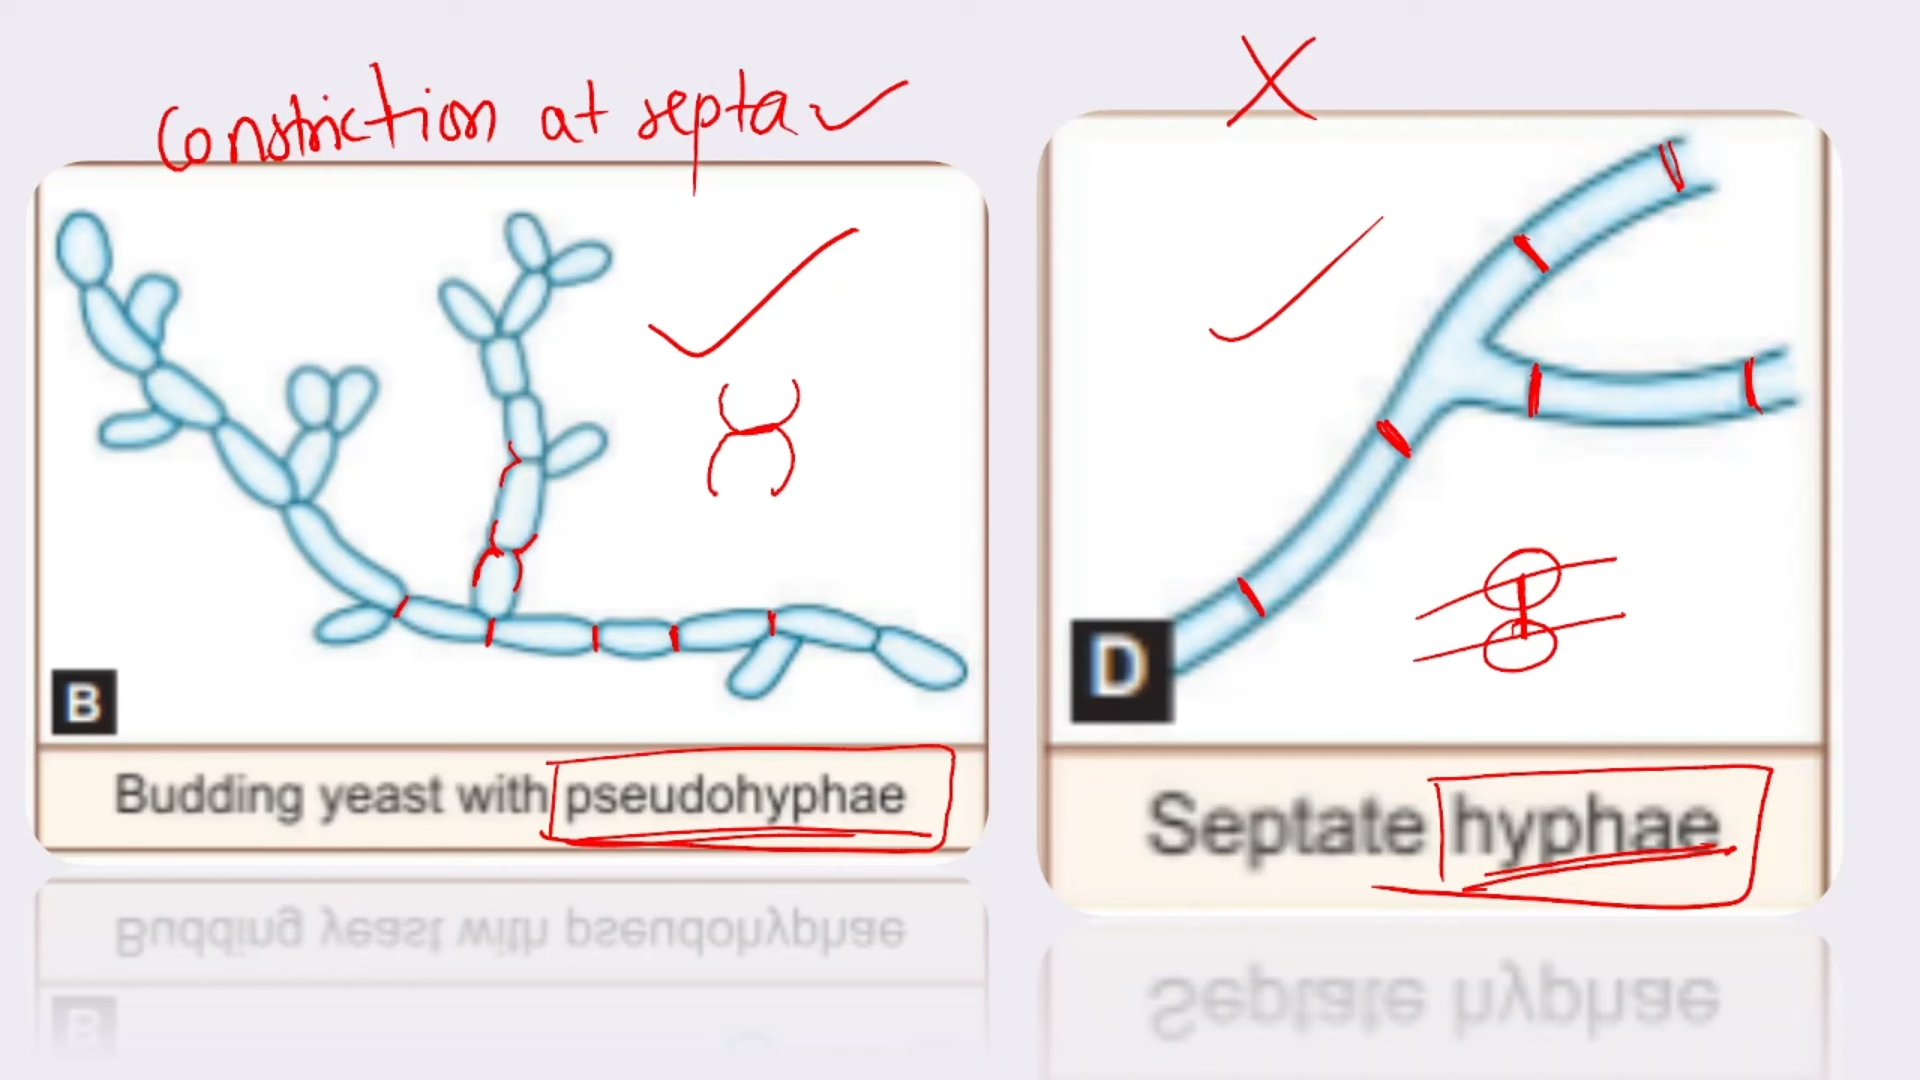 Constriction at septa
B
Budding yeast with pseudohyphae
D
Septate hyphae